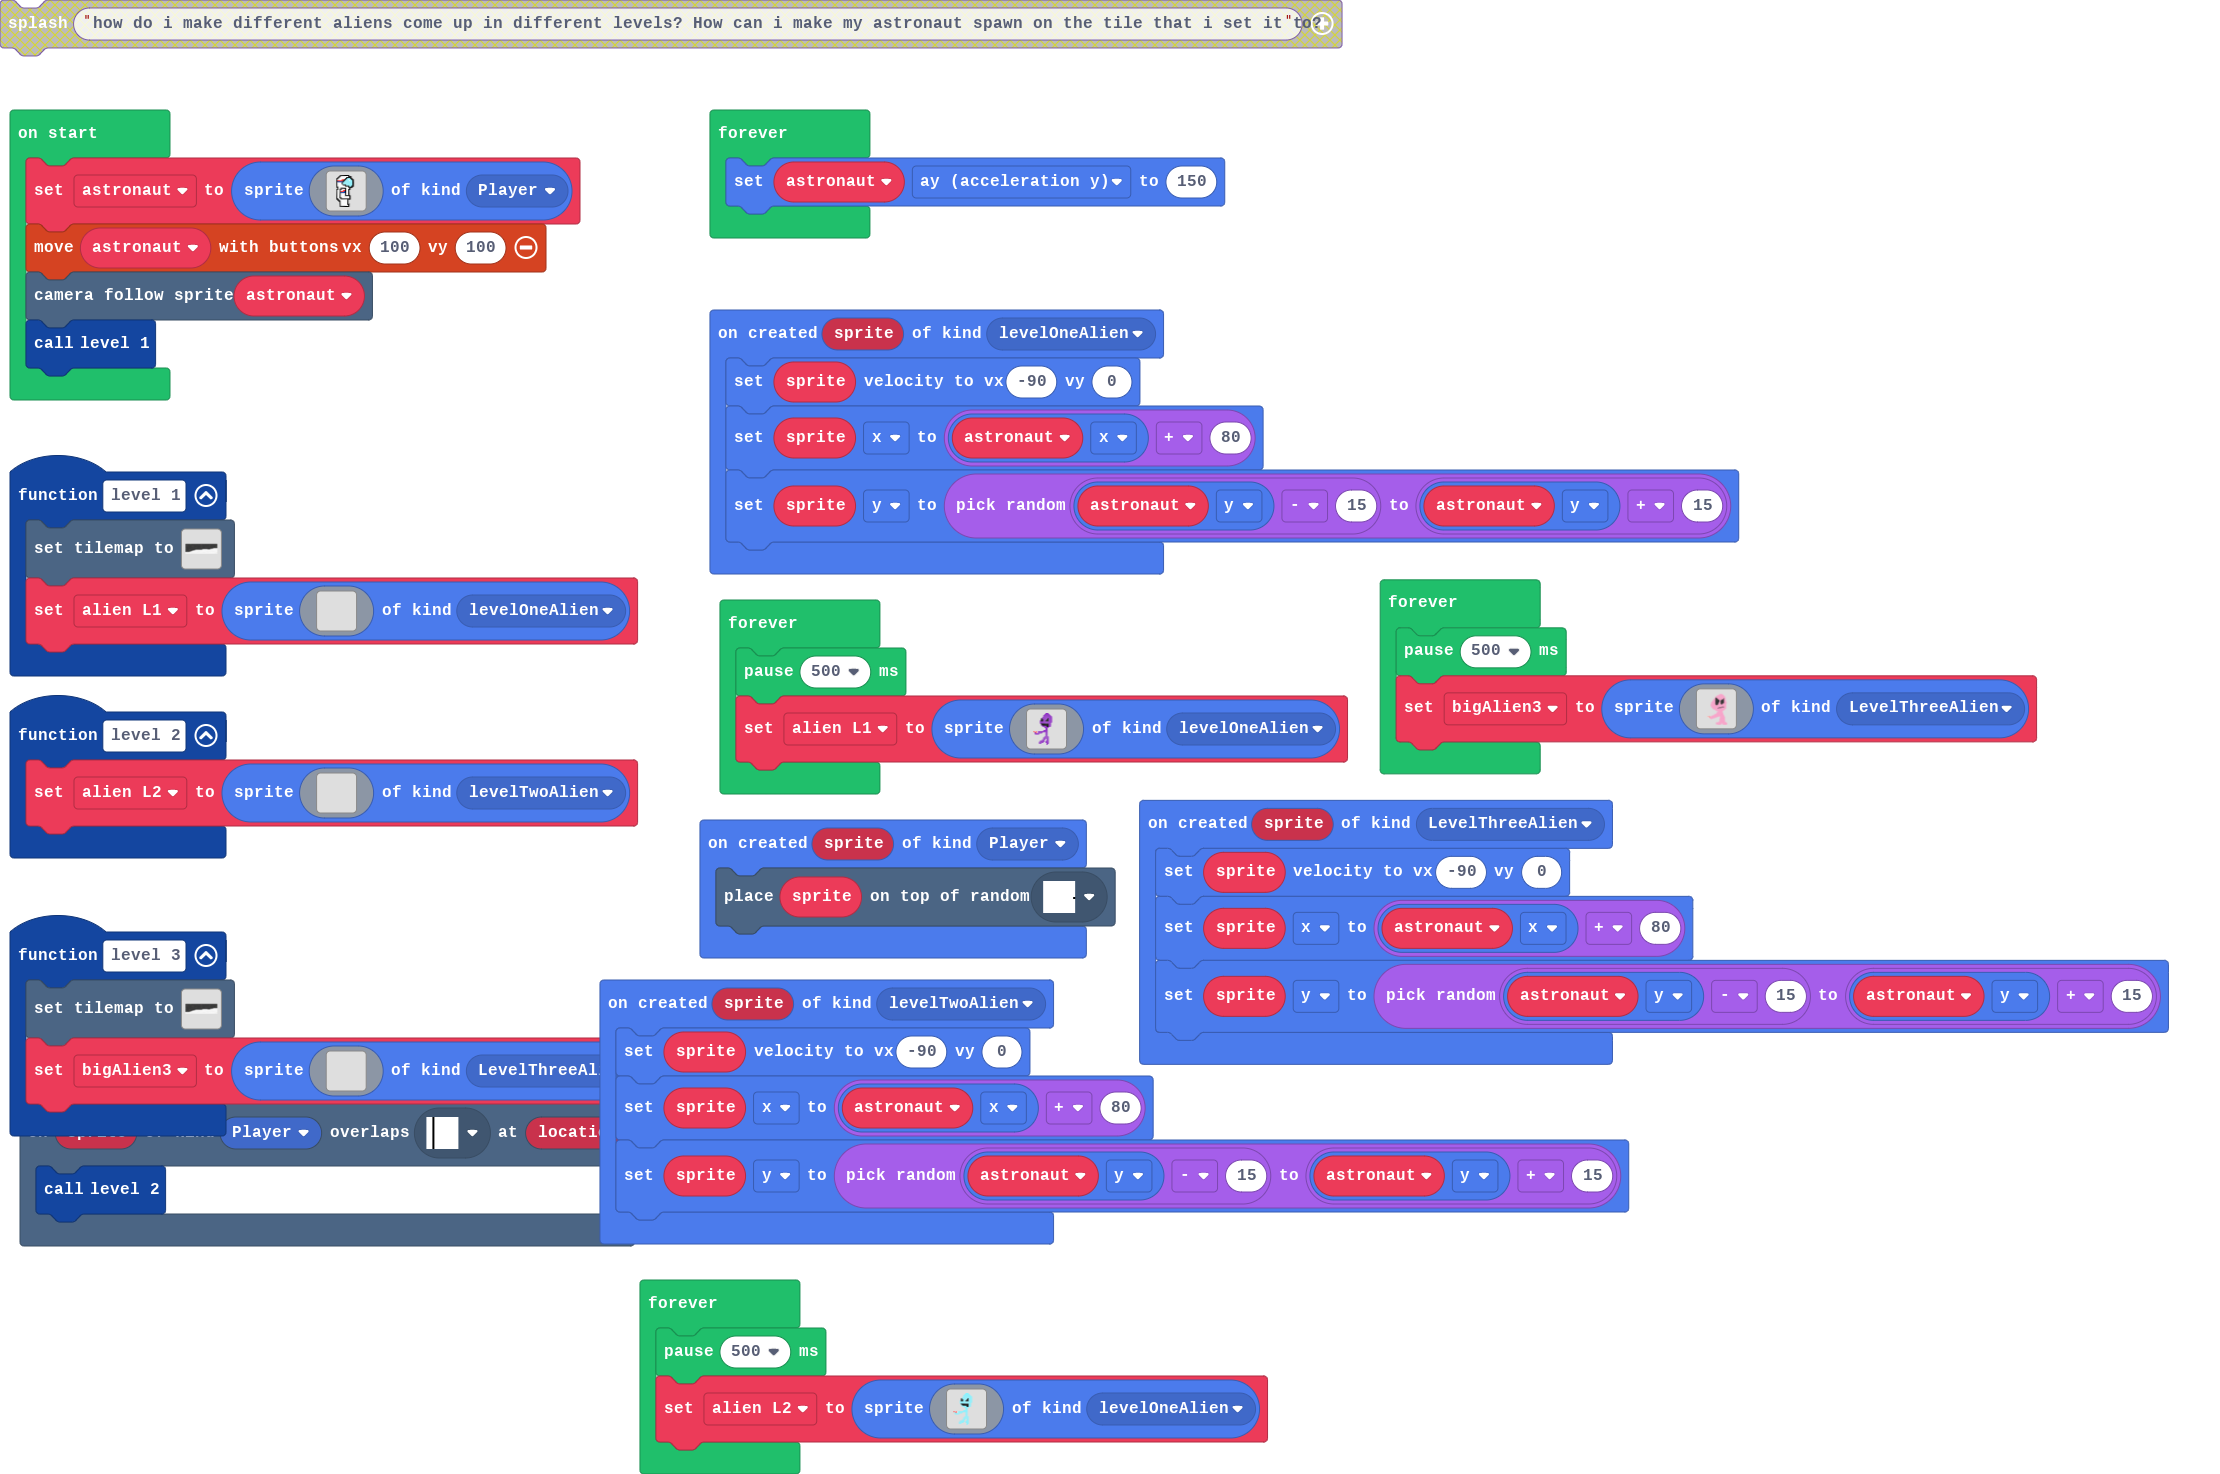 splash "how do i make different aliens come up in different levels? How can i make my astronaut spawn on the tile that i set it to?"
on start
set astronaut to sprite of kind Player
move astronaut with buttons vx 100 vy 100
camera follow sprite astronaut
call level 1
function level 1
set tilemap to
set alien L1 to sprite of kind levelOneAlien
function level 2
set alien L2 to sprite of kind levelTwoAlien
function level 3
set tilemap to
set bigAlien3 to sprite of kind LevelThreeAl
Player overlaps at locati
call level 2
forever
set astronaut ay (acceleration y) to 150
on created sprite of kind levelOneAlien
set sprite velocity to vx -90 vy 0
set sprite x to astronaut x + 80
set sprite y to pick random astronaut y - 15 to astronaut y + 15
forever
pause 500 ms
set alien L1 to sprite of kind levelOneAlien
forever
pause 500 ms
set bigAlien3 to sprite of kind LevelThreeAlien
on created sprite of kind Player
place sprite on top of random
on created sprite of kind LevelThreeAlien
set sprite velocity to vx -90 vy 0
set sprite x to astronaut x + 80
set sprite y to pick random astronaut y - 15 to astronaut y + 15
on created sprite of kind levelTwoAlien
set sprite velocity to vx -90 vy 0
set sprite x to astronaut x + 80
set sprite y to pick random astronaut y - 15 to astronaut y + 15
forever
pause 500 ms
set alien L2 to sprite of kind levelOneAlien